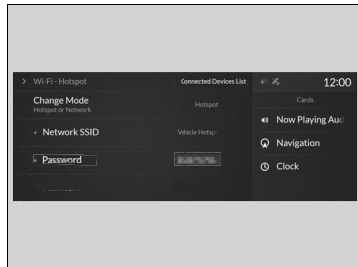 Wi-Fi - Hotspot
Connected Devices List
12:00
Change Mode
Hotspot or Network
Hotspot
Cards
Network SSID
Vehicle Hotsp
Now Playing Aud
Password
Navigation
Clock